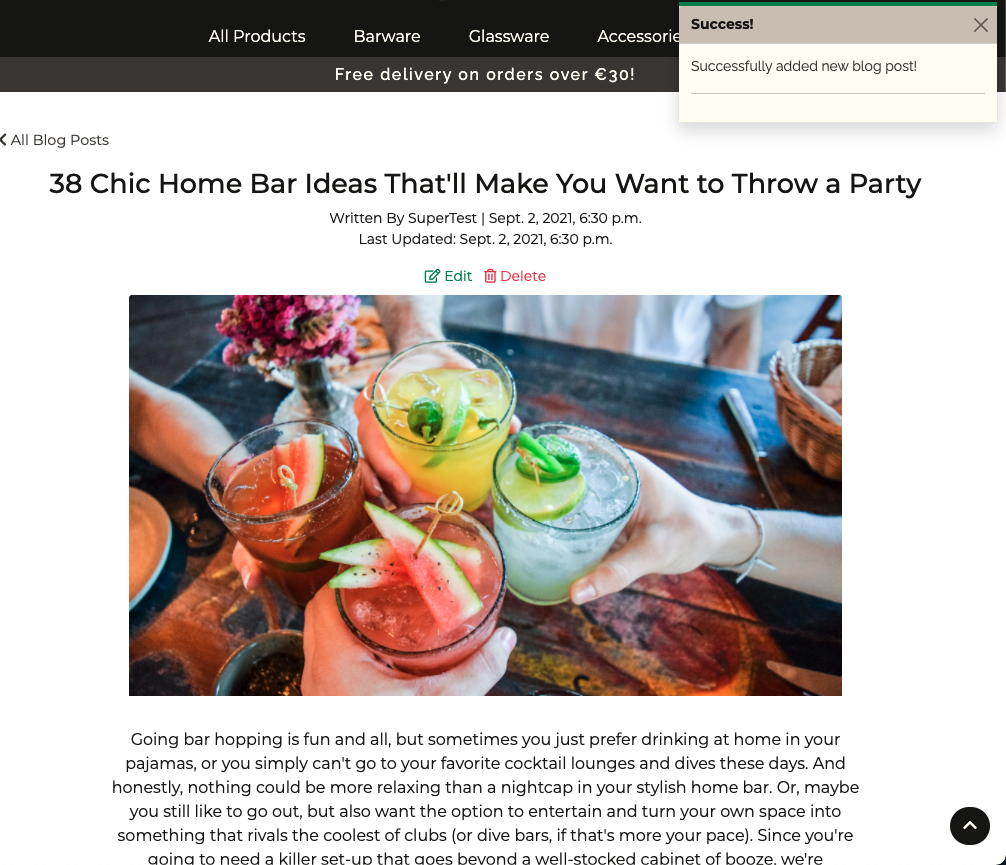 All Products Barware Glassware
Success!
Successfully added new blog post!
Free delivery on orders over €30!
All Blog Posts
38 Chic Home Bar Ideas That'll Make You Want to Throw a Party
Written By SuperTest | Sept. 2, 2021, 6:30 p.m.
Last Updated: Sept. 2, 2021, 6:30 p.m.
Edit Delete
Going bar hopping is fun and all, but sometimes you just prefer drinking at home in your
pajamas, or you simply can't go to your favorite cocktail lounges and dives these days. And
honestly, nothing could be more relaxing than a nightcap in your stylish home bar. Or, maybe
you still like to go out, but also want the option to entertain and turn your own space into
something that rivals the coolest of clubs (or dive bars, if that's more your pace). Since you're
going to need a killer set-up that goes beyond a well-stocked cabinet of booze, we're